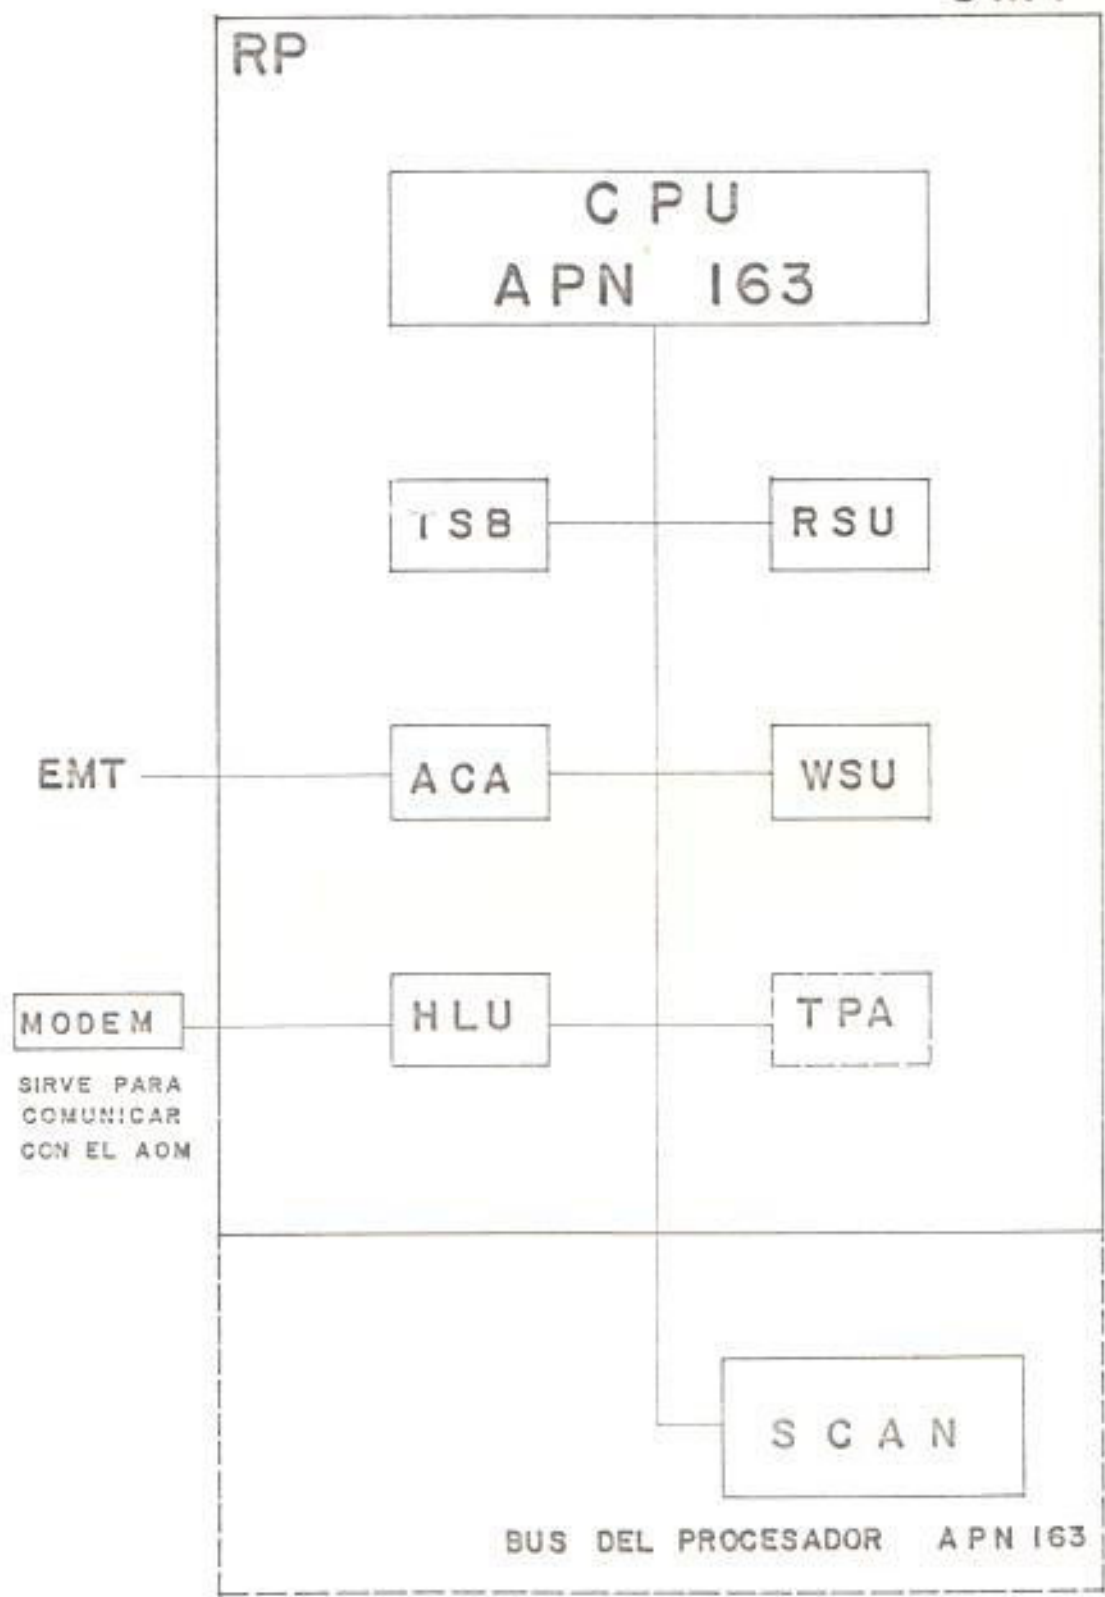 RP
CPU
APN 163
TSB
RSU
EMT
ACA
WSU
MODEM
HLU
TPA
SIRVE PARA
COMUNICAR
CON EL AOM
SCAN
BUS DEL PROCESADOR APN 163